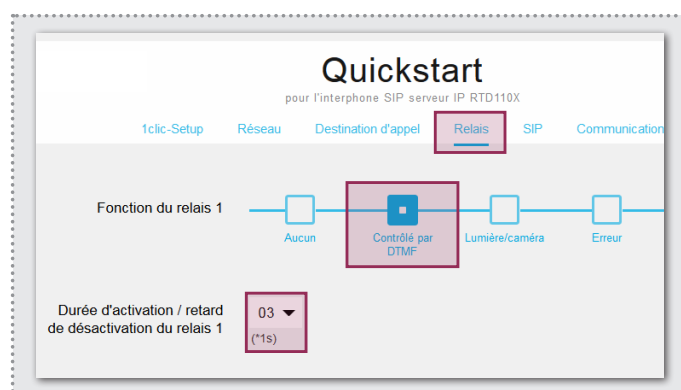 Quickstart
pour l'interphone SIP serveur IP RTD110X
1clic-Setup Réseau Destination d'appel Relais SIP Communication
Fonction du relais 1
Aucun Contrôlé par DTMF Lumière/caméra Erreur
Durée d'activation / retard
de désactivation du relais 1
03
(*1s)